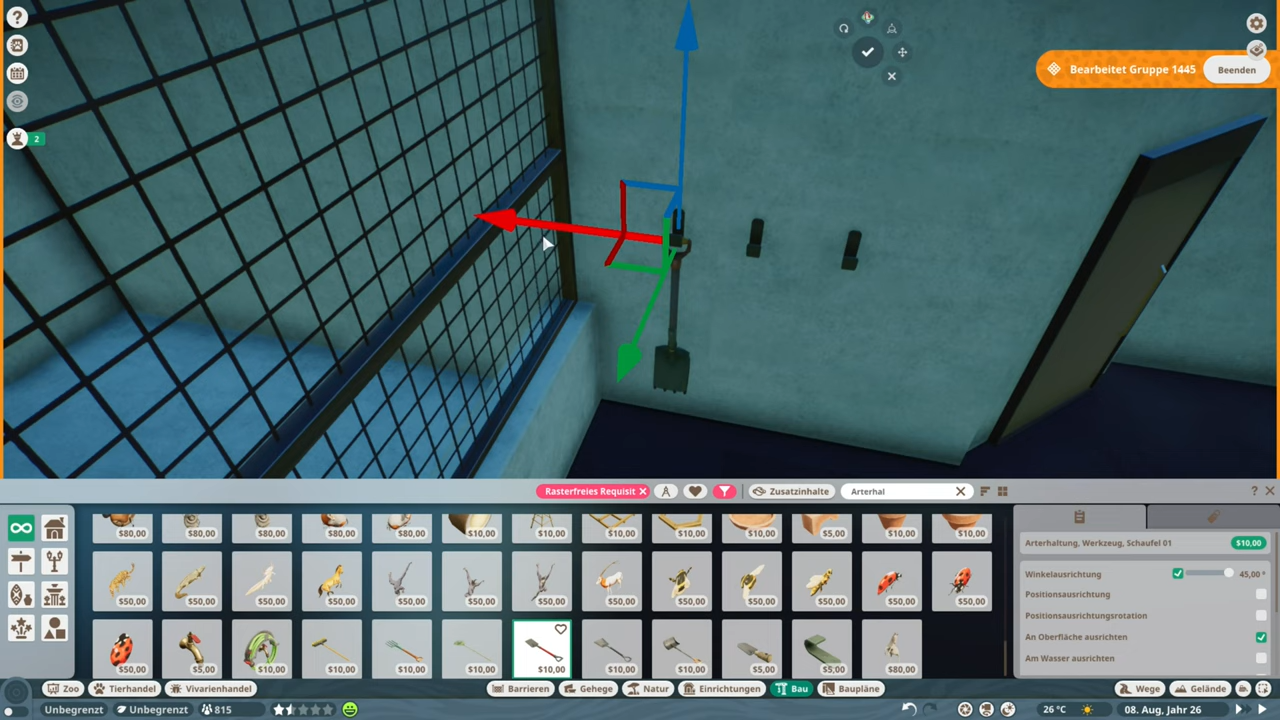 ?
Bearbeitet Gruppe 1445
Beenden
2
Rasterfreies Requisit ×
Zusatzinhalte
Arterhal
?
$80,00 $80,00 $80,00 $80,00 $80,00 $10,00 $10,00 $10,00 $10,00 $10,00 $5,00 $10,00 $10,00
$50,00 $50,00 $50,00 $50,00 $50,00 $50,00 $50,00 $50,00 $50,00 $50,00 $50,00 $50,00 $50,00
$50,00 $5,00 $10,00 $10,00 $10,00 $10,00 $10,00 $10,00 $10,00 $5,00 $5,00 $80,00
Arterhaltung, Werkzeug, Schaufel 01 $10,00
Winkelausrichtung 45,00 °
Positionsausrichtung
Positionsausrichtungsrotation
An Oberfläche ausrichten
Am Wasser ausrichten
Zoo Tierhandel Vivarienhandel Barrieren Gehege Natur Einrichtungen Bau Baupläne Wege Gelände
Unbegrenzt Unbegrenzt 815 26 °C 08. Aug, Jahr 26